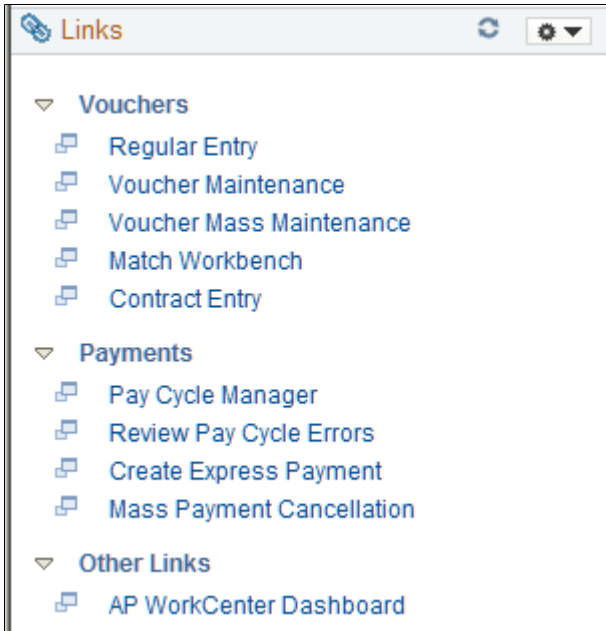 Links
Vouchers
Regular Entry
Voucher Maintenance
Voucher Mass Maintenance
Match Workbench
Contract Entry
Payments
Pay Cycle Manager
Review Pay Cycle Errors
Create Express Payment
Mass Payment Cancellation
Other Links
AP WorkCenter Dashboard